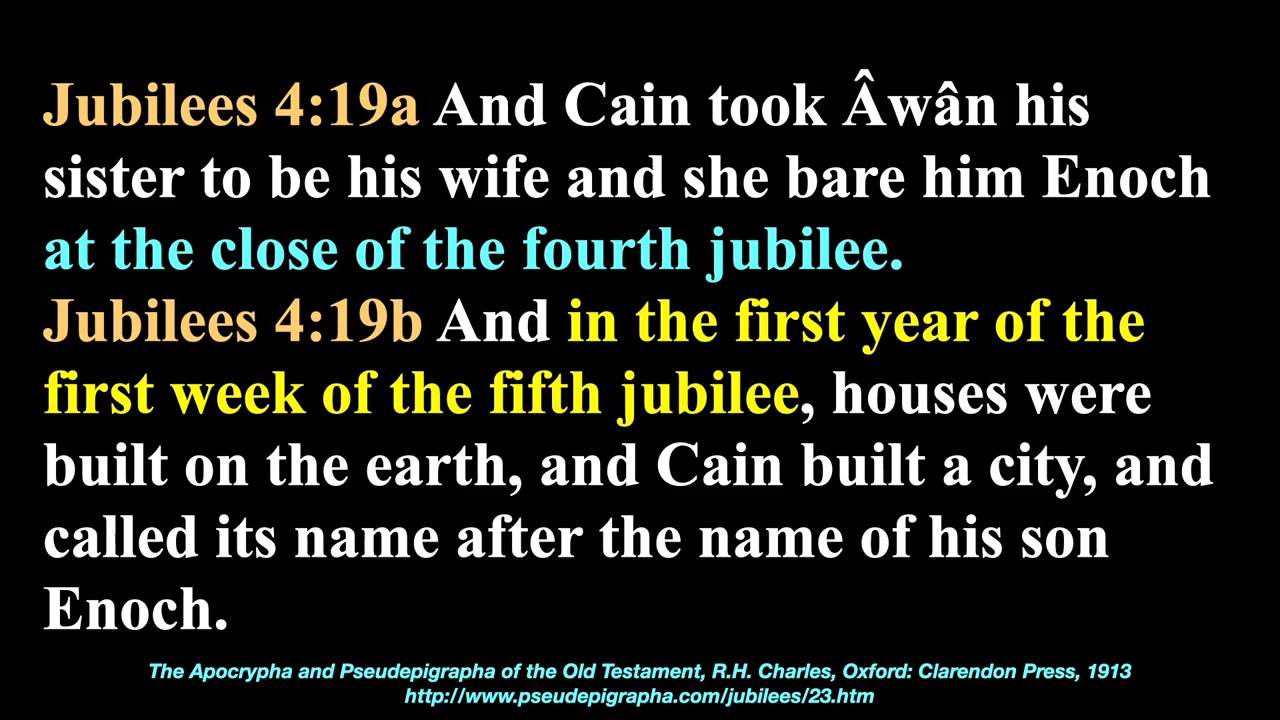 Jubilees 4:19a And Cain took Âwân his
sister to be his wife and she bare him Enoch
at the close of the fourth jubilee.
Jubilees 4:19b And in the first year of the
first week of the fifth jubilee, houses were
built on the earth, and Cain built a city, and
called its name after the name of his son
Enoch.
The Apocrypha and Pseudepigrapha of the Old Testament, R.H. Charles, Oxford: Clarendon Press, 1913
http://www.pseudepigrapha.com/jubilees/23.htm